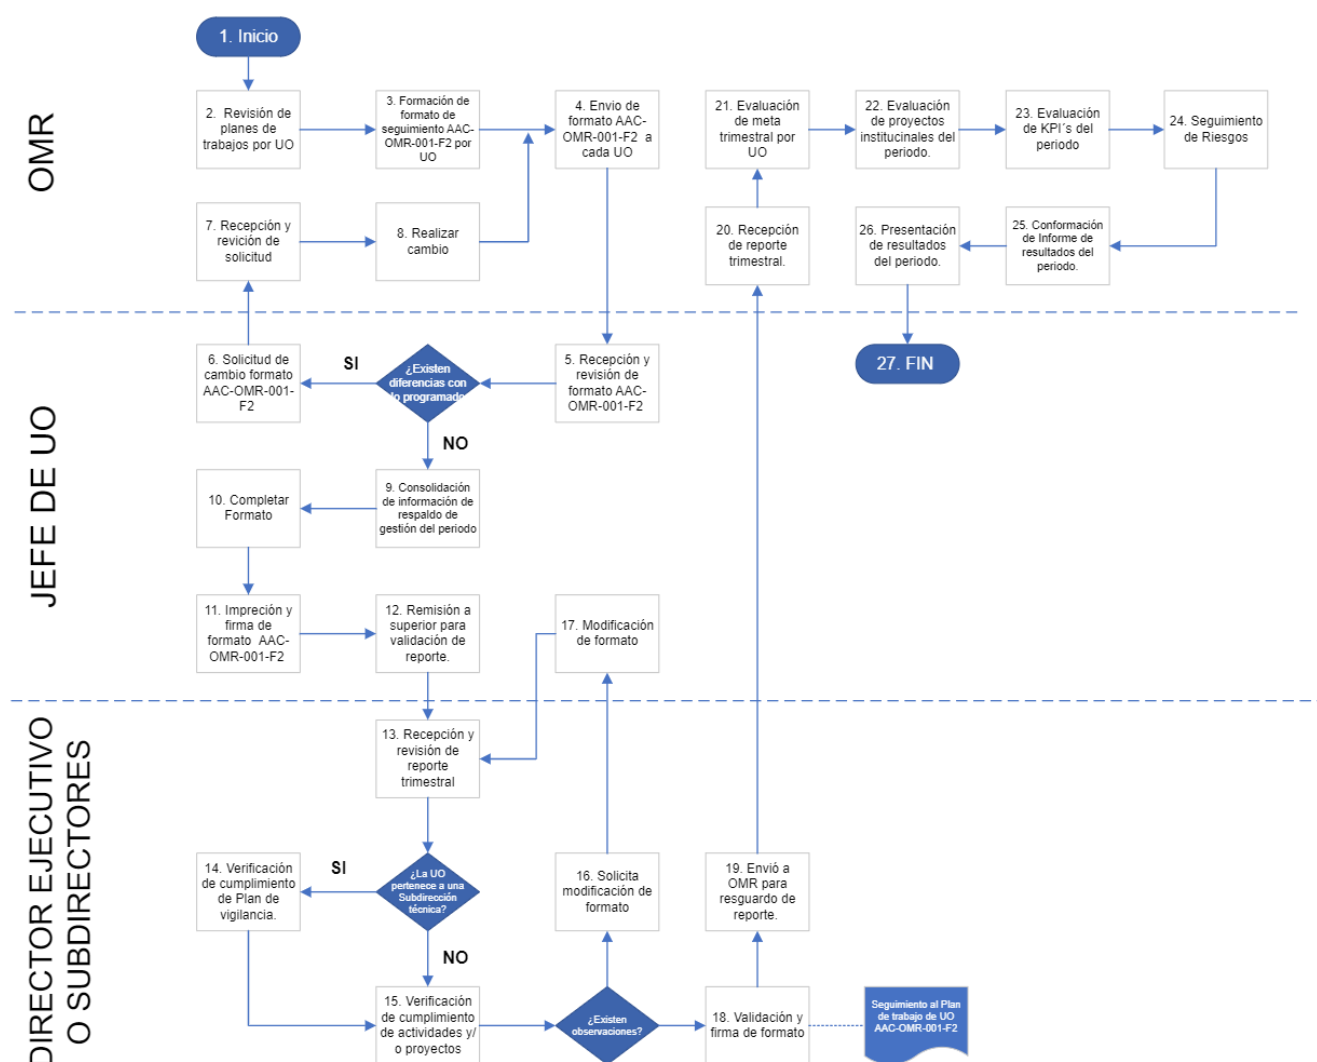 1. Inicio
OMR
2. Revisión de
planes de
trabajos por UO
3. Formación de
formato de
seguimiento AAC-
OMR-001-F2 por
UO
4. Envio de
formato AAC-
OMR-001-F2 a
cada UO
21. Evaluación
de meta
trimestral por
UO
22. Evaluación
de proyectos
institucinales del
periodo.
23. Evaluación
de KPI´s del
periodo
24. Seguimiento
de Riesgos
7. Recepción y
revición de
solicitud
8. Realizar
cambio
20. Recepción
de reporte
trimestral.
26. Presentación
de resultados
del periodo.
25. Conformación
de Informe de
resultados del
periodo.
JEFE DE UO
6. Solicitud de
cambio formato
AAC-OMR-001-
F2
SI
¿Existen
diferencias con
lo programado
5. Recepción y
revisión de
formato AAC-
OMR-001-F2
27. FIN
NO
10. Completar
Formato
9. Consolidación
de información de
respaldo de
gestión del periodo
11. Impreción y
firma de
formato AAC-
OMR-001-F2
12. Remisión a
superior para
validación de
reporte.
17. Modificación
de formato
DIRECTOR EJECUTIVO
O SUBDIRECTORES
13. Recepción y
revisión de
reporte
trimestral
14. Verificación
de cumplimiento
de Plan de
vigilancia.
SI
¿La UO
pertenece a una
Subdirección
técnica?
16. Solicita
modificación de
formato
19. Envió a
OMR para
resguardo de
reporte.
NO
15. Verificación
de cumplimiento
de actividades y/
o proyectos
¿Existen
observaciones?
18. Validación y
firma de formato
Seguimiento al Plan
de trabajo de UO
AAC-OMR-001-F2